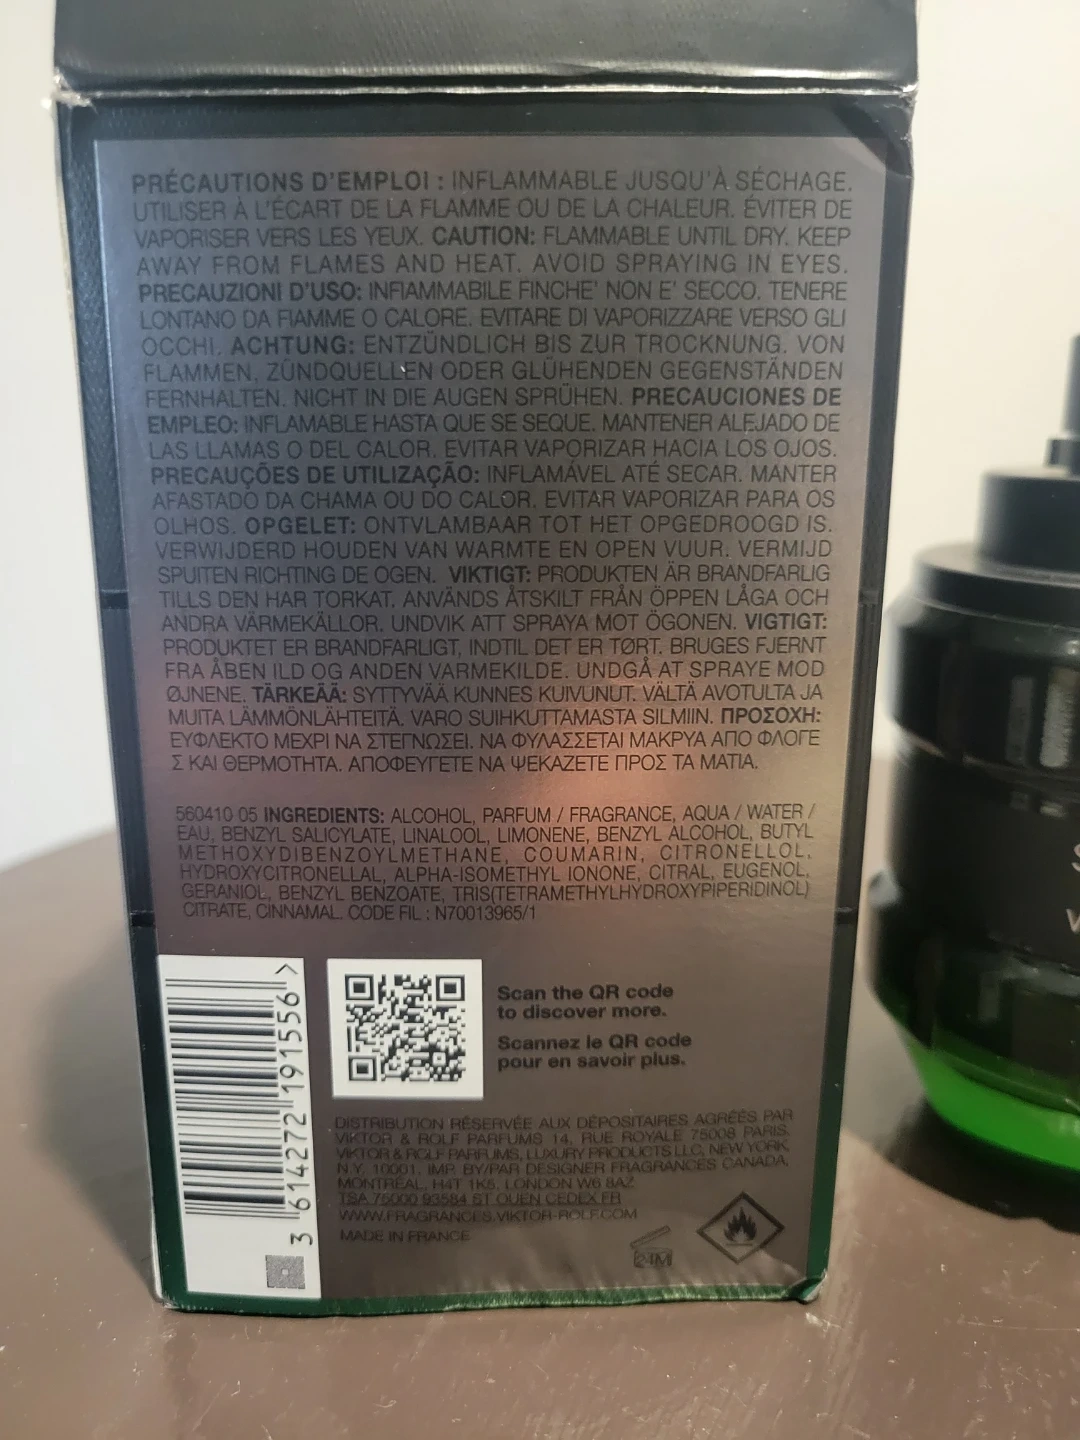 PRÉCAUTIONS D'EMPLOI : INFLAMMABLE JUSQU'À SÉCHAGE.
UTILISER À L'ÉCART DE LA FLAMME OU DE LA CHALEUR. ÉVITER DE
VAPORISER VERS LES YEUX. CAUTION: FLAMMABLE UNTIL DRY. KEEP
AWAY FROM FLAMES AND HEAT. AVOID SPRAYING IN EYES.
PRECAUZIONI D'USO: INFIAMMABILE FINCHE' NON E' SECCO. TENERE
LONTANO DA FIAMME O CALORE. EVITARE DI VAPORIZZARE VERSO GLI
OCCHI. ACHTUNG: ENTZÜNDLICH BIS ZUR TROCKNUNG. VON
FLAMMEN, ZÜNDQUELLEN ODER GLÜHENDEN GEGENSTÄNDEN
FERNHALTEN. NICHT IN DIE AUGEN SPRÜHEN. PRECAUCIONES DE
EMPLEO: INFLAMABLE HASTA QUE SE SEQUE. MANTENER ALEJADO DE
LAS LLAMAS O DEL CALOR. EVITAR VAPORIZAR HACIA LOS OJOS.
PRECAUÇÕES DE UTILIZAÇÃO: INFLAMÁVEL ATÉ SECAR. MANTER
AFASTADO DA CHAMA OU DO CALOR. EVITAR VAPORIZAR PARA OS
OLHOS. OPGELET: ONTVLAMBAAR TOT HET OPGEDROOGD IS.
VERWIJDERD HOUDEN VAN WARMTE EN OPEN VUUR. VERMIJD
SPUITEN RICHTING DE OGEN. VIKTIGT: PRODUKTEN ÄR BRANDFARLIG
TILLS DEN HAR TORKAT. ANVÄNDS ÅTSKILT FRÅN ÖPPEN LÅGA OCH
ANDRA VÄRMEKÄLLOR. UNDVIK ATT SPRAYA MOT ÖGONEN. VIGTIGT:
PRODUKTET ER BRANDFARLIGT, INDTIL DET ER TØRT. BRUGES FJERNT
FRA ÅBEN ILD OG ANDEN VARMEKILDE. UNDGÅ AT SPRAYE MOD
ØJNENE. TÄRKEÄÄ: SYTTYVÄÄ KUNNES KUIVUNUT. VÄLTÄ AVOTULTA JA
MUITA LÄMMÖNLÄHTEITÄ. VARO SUIHKUTTAMASTA SILMIIN. ΠΡΟΣΟΧΗ:
ΕΥΦΛΕΚΤΟ ΜΕΧΡΙ ΝΑ ΣΤΕΓΝΩΣΕΙ. ΝΑ ΦΥΛΑΣΣΕΤΑΙ ΜΑΚΡΥΑ ΑΠΟ ΦΛΟΓΕ
Σ ΚΑΙ ΘΕΡΜΟΤΗΤΑ. ΑΠΟΦΕΥΓΕΤΕ ΝΑ ΨΕΚΑΖΕΤΕ ΠΡΟΣ ΤΑ ΜΑΤΙΑ.
560410 05 INGREDIENTS: ALCOHOL, PARFUM / FRAGRANCE, AQUA / WATER /
EAU, BENZYL SALICYLATE, LINALOOL, LIMONENE, BENZYL ALCOHOL, BUTYL
METHOXYDIBENZOYLMETHANE, COUMARIN, CITRONELLOL,
HYDROXYCITRONELLAL, ALPHA-ISOMETHYL IONONE, CITRAL, EUGENOL,
GERANIOL, BENZYL BENZOATE, TRIS(TETRAMETHYLHYDROXYPIPERIDINOL)
CITRATE, CINNAMAL. CODE FIL : N70013965/1
3 614272 191556 >
Scan the QR code
to discover more.
Scannez le QR code
pour en savoir plus.
DISTRIBUTION RÉSERVÉE AUX DÉPOSITAIRES AGRÉÉS PAR
VIKTOR & ROLF PARFUMS 14, RUE ROYALE 75008 PARIS.
VIKTOR & ROLF PARFUMS, LUXURY PRODUCTS LLC, NEW YORK,
N.Y. 10001. IMP. BY/PAR DESIGNER FRAGRANCES CANADA,
MONTRÉAL, H4T 1K5. LONDON W6 8AZ
TSA 75000 93584 ST OUEN CEDEX FR
WWW.FRAGRANCES.VIKTOR-ROLF.COM
MADE IN FRANCE
24M